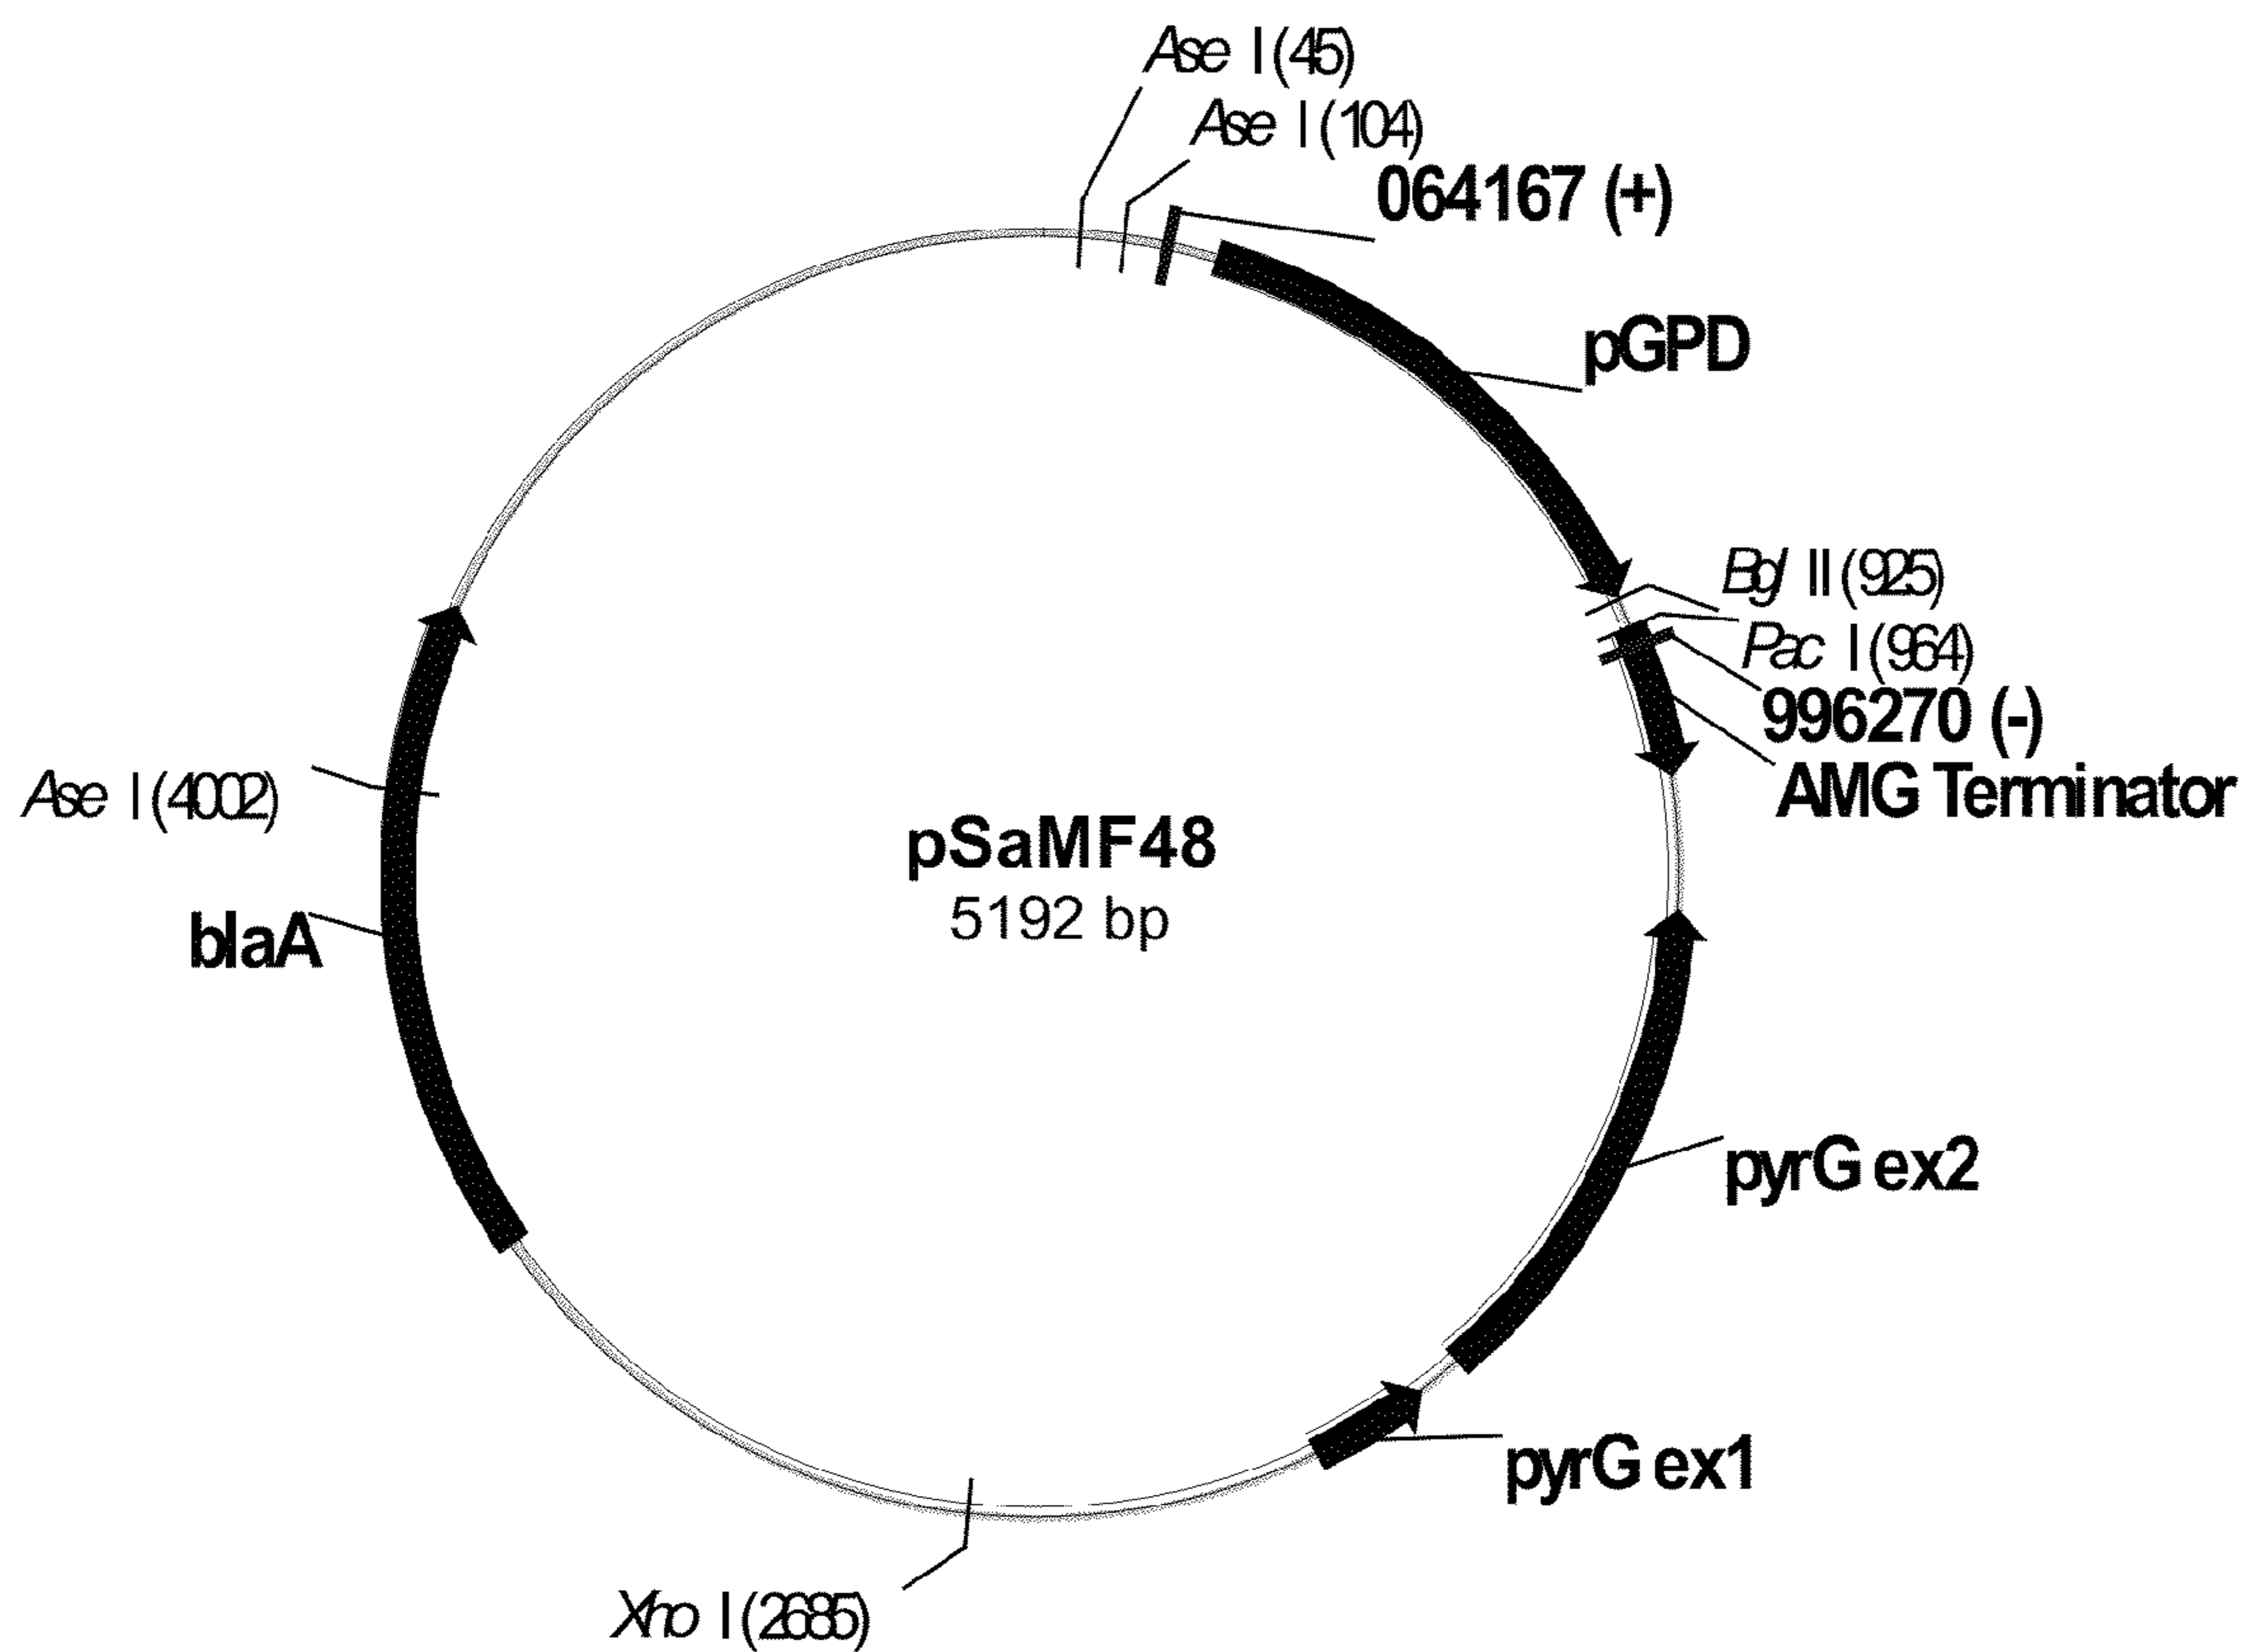 Ase I (45)
Ase I (104)
064167 (+)
pGPD
Bgl II (925)
Pac I (964)
996270 (-)
AMG Terminator
Ase I (4002)
pSaMF48
5192 bp
blaA
pyrG ex2
pyrG ex1
Xho I (2685)